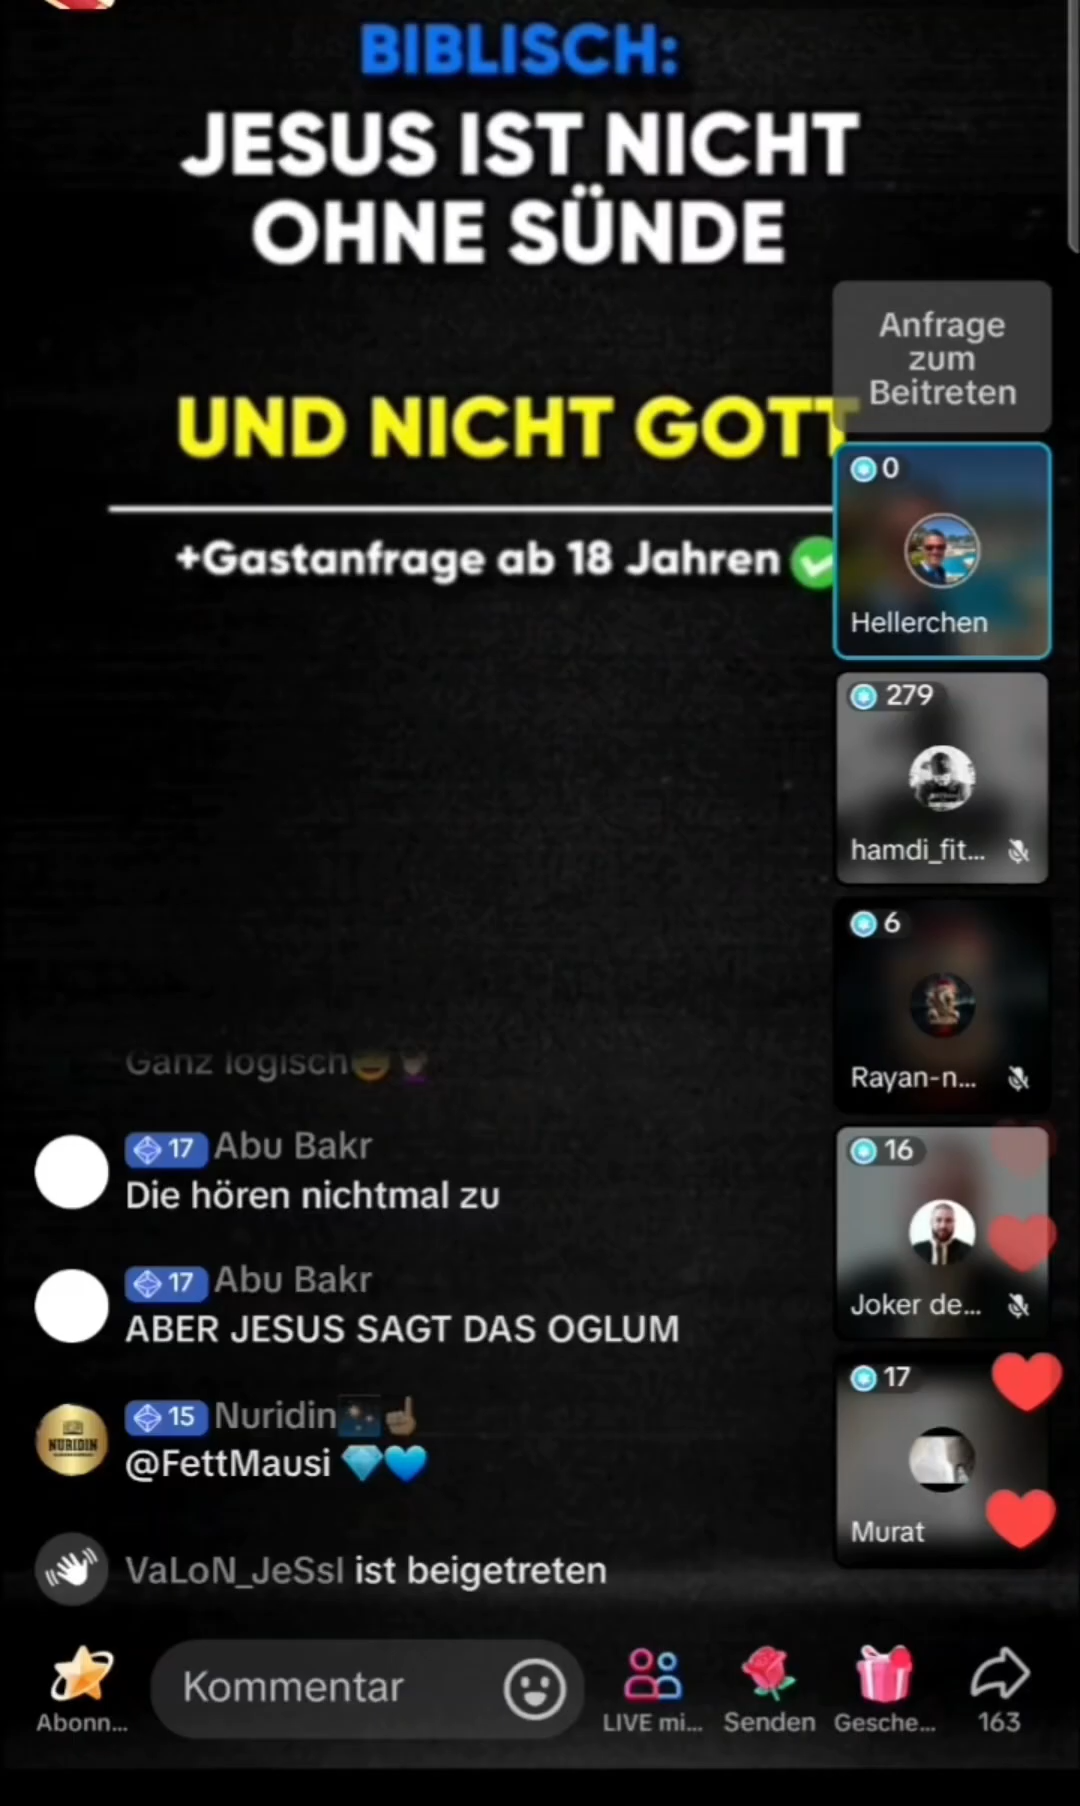 BIBLISCH:
JESUS IST NICHT
OHNE SÜNDE
UND NICHT GOTT
+Gastanfrage ab 18 Jahren ✅
Anfrage
zum
Beitreten
0
Hellerchen
279
hamdi_fit...
6
Rayan-n...
16
Joker de...
17
Murat
Ganz logisch
17 Abu Bakr
Die hören nichtmal zu
17 Abu Bakr
ABER JESUS SAGT DAS OGLUM
NURIDIN
15 Nuridin
@FettMausi 💎💙
VaLoN_JeSsI ist beigetreten
Abonn...
Kommentar
LIVE mi...
Senden
Gesche...
163